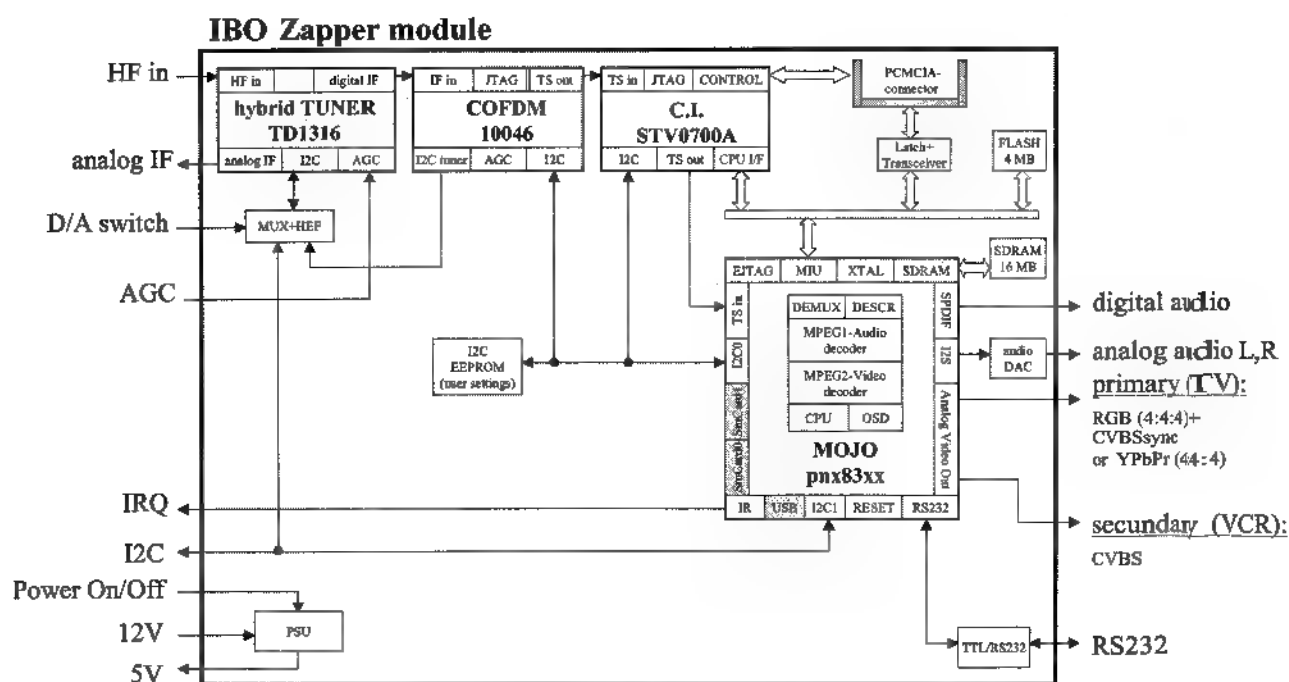 IBO Zapper module
HF in
HF in
digital IF
hybrid TUNER
TD1316
analog IF
I2C
AGC
IF in
JTAG
TS out
COFDM
10046
I2C tuner
AGC
I2C
TS in
JTAG
CONTROL
C.I.
STV0700A
I2C
TS out
CPU I/F
PCMCIA-
connector
Latch+
Transceiver
FLASH
4 MB
analog IF
D/A switch
MUX+HEF
AGC
SDRAM
16 MB
EJTAG
MIU
XTAL
SDRAM
TS in
I2C0
SmCard1
SmCard0
DEMUX
DESCR
MPEG1-Audio
decoder
MPEG2-Video
decoder
CPU
OSD
MOJO
pnx83xx
SPDIF
I2S
Analog Video Out
IR
USB
I2C1
RESET
RS232
I2C
EEPROM
(user settings)
audio
DAC
digital audio
analog audio L,R
primary (TV):
RGB (4:4:4)+
CVBSsync
or YPbPr (44:4)
secundary (VCR):
CVBS
IRQ
I2C
Power On/Off
12V
5V
PSU
TTL/RS232
RS232